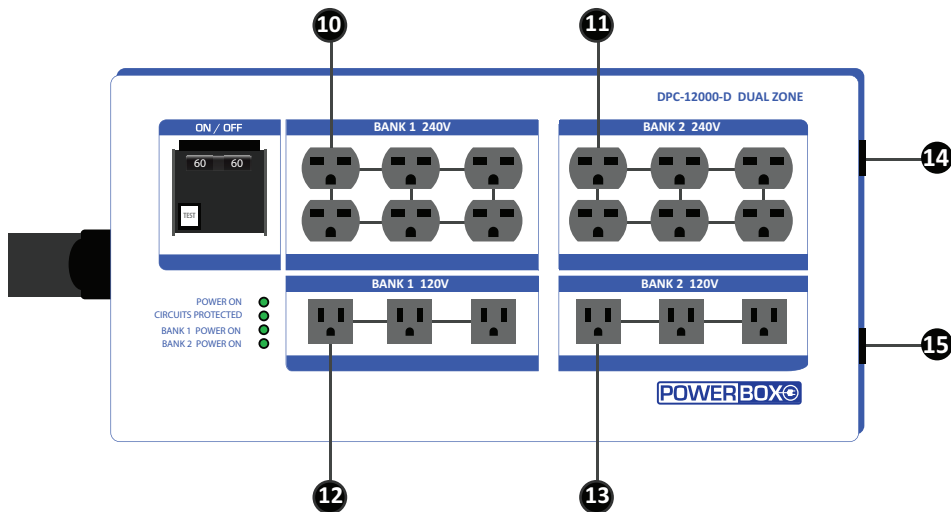 10
11
DPC-12000-D DUAL ZONE
ON / OFF
BANK 1 240V
BANK 2 240V
60 60
14
TEST
BANK 1 120V
BANK 2 120V
POWER ON
CIRCUITS PROTECTED
BANK 1 POWER ON
BANK 2 POWER ON
15
POWERBOX
12
13